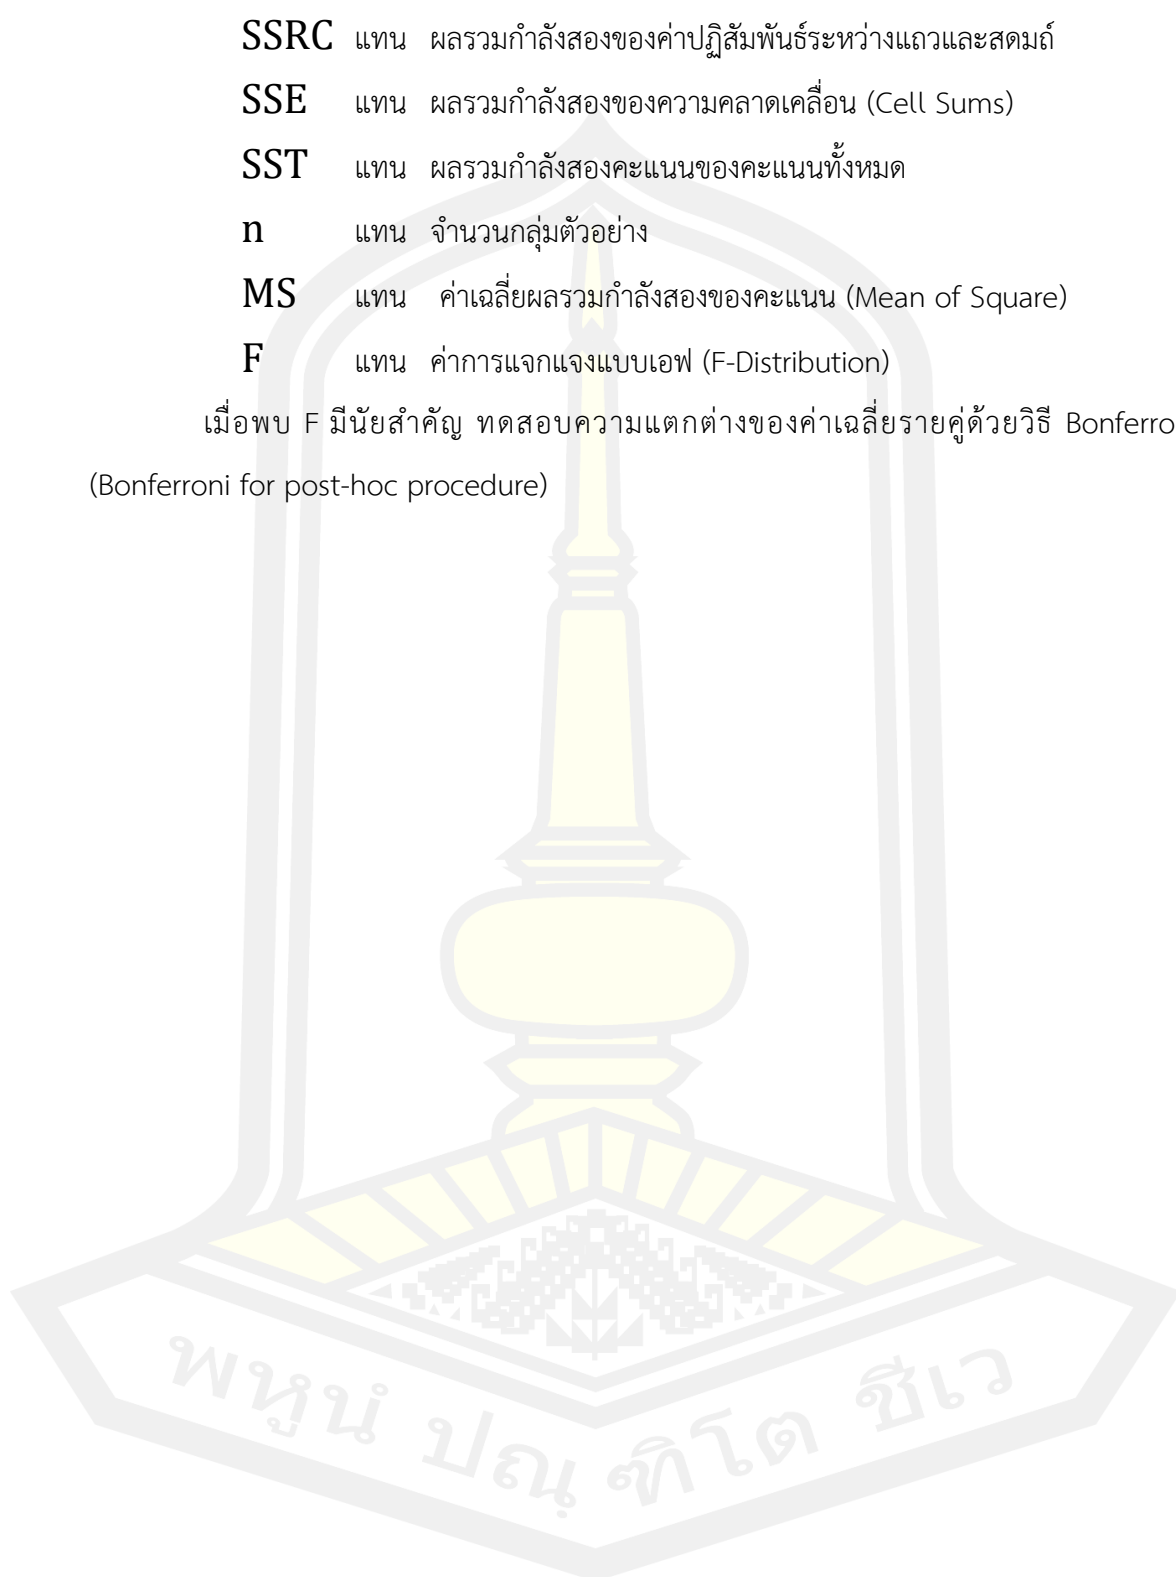 SSRC แทน ผลรวมกำลังสองของค่าปฏิสัมพันธ์ระหว่างแถวและสดมถ์
SSE แทน ผลรวมกำลังสองของความคลาดเคลื่อน (Cell Sums)
SST แทน ผลรวมกำลังสองคะแนนของคะแนนทั้งหมด
n แทน จำนวนกลุ่มตัวอย่าง
MS แทน ค่าเฉลี่ยผลรวมกำลังสองของคะแนน (Mean of Square)
F แทน ค่าการแจกแจงแบบเอฟ (F-Distribution)
เมื่อพบ F มีนัยสำคัญ ทดสอบความแตกต่างของค่าเฉลี่ยรายคู่ด้วยวิธี Bonferro
(Bonferroni for post-hoc procedure)
พหูนํ ปณฺฑิโต ชีเว